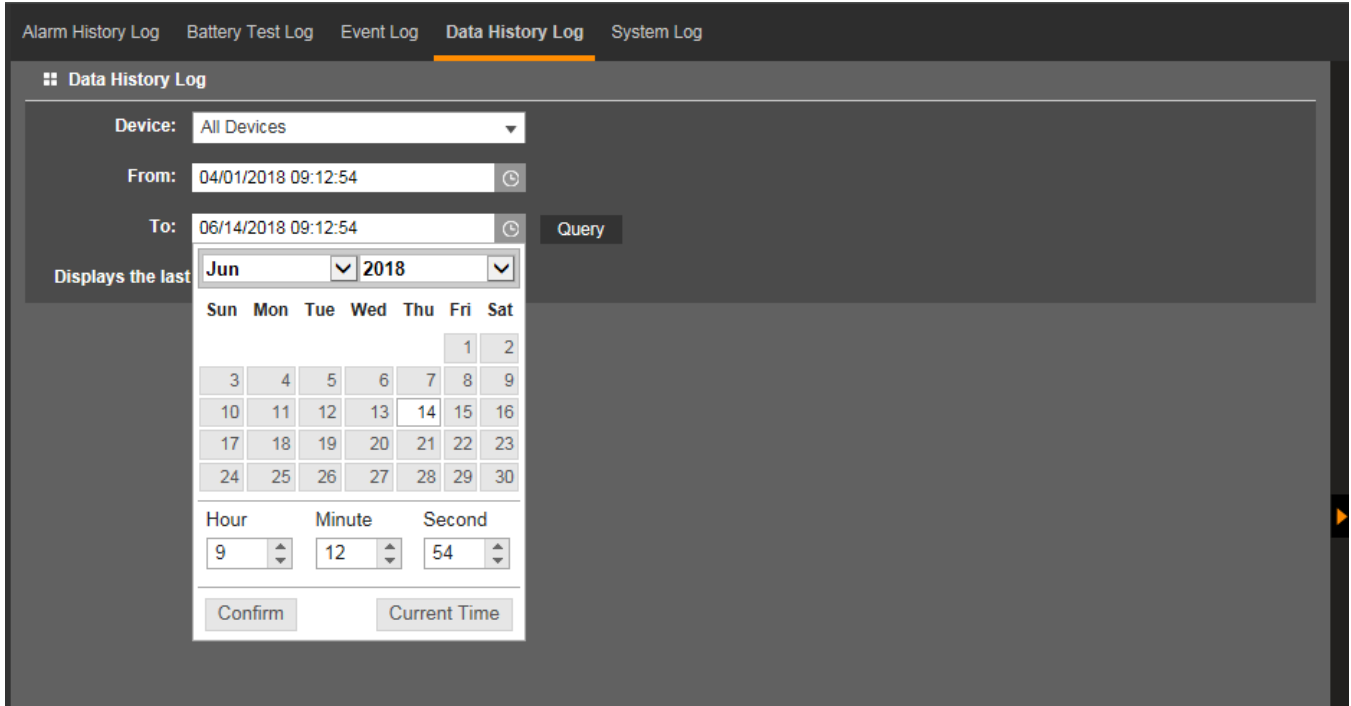 Alarm History Log Battery Test Log Event Log Data History Log System Log
Data History Log
Device: All Devices
From: 04/01/2018 09:12:54
To: 06/14/2018 09:12:54 Query
Displays the last
Jun 2018
Sun Mon Tue Wed Thu Fri Sat
1 2
3 4 5 6 7 8 9
10 11 12 13 14 15 16
17 18 19 20 21 22 23
24 25 26 27 28 29 30
Hour Minute Second
9 12 54
Confirm Current Time